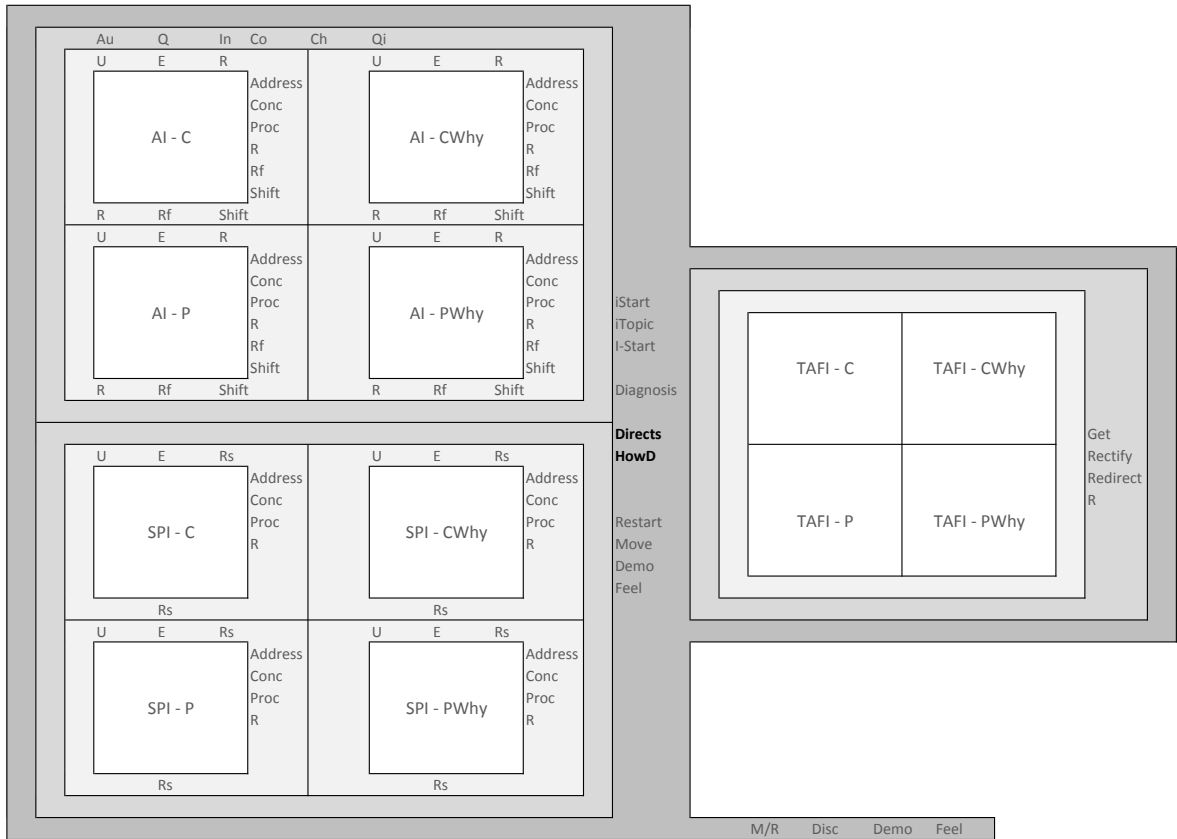 Au Q In Co Ch Qi
U E R U E R
Address Address
Conc Conc
Proc Proc
AI - C AI - CWhy
R R
Rf Rf
Shift Shift
R Rf Shift R Rf Shift
U E R U E R
Address Address
Conc Conc
Proc Proc iStart
AI - P AI - PWhy
R R iTopic
Rf Rf I-Start
Shift Shift
R Rf Shift R Rf Shift Diagnosis
TAFI - C TAFI - CWhy
Directs Get
U E Rs U E Rs HowD Rectify
Address Address Redirect
Conc Conc R
Proc Proc Restart
TAFI - P TAFI - PWhy
SPI - C SPI - CWhy
R R Move
Demo
Feel
Rs Rs
U E Rs U E Rs
Address Address
Conc Conc
Proc Proc
SPI - P SPI - PWhy
R R
Rs Rs
M/R Disc Demo Feel